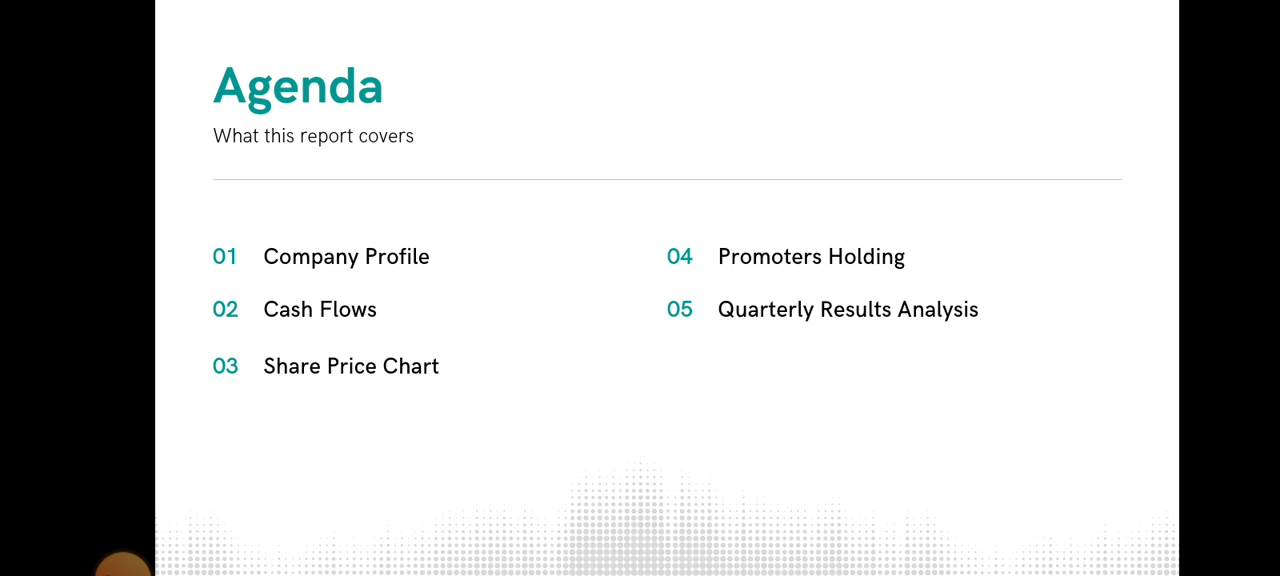 Agenda
What this report covers
01 Company Profile
02 Cash Flows
03 Share Price Chart
04 Promoters Holding
05 Quarterly Results Analysis